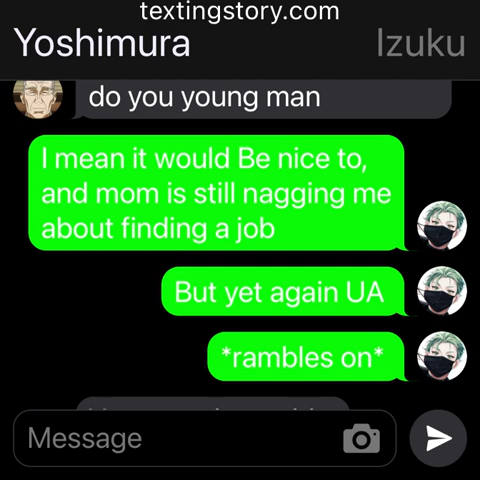 textingstory.com
Yoshimura Izuku
do you young man
I mean it would Be nice to,
and mom is still nagging me
about finding a job
But yet again UA
*rambles on*
Message